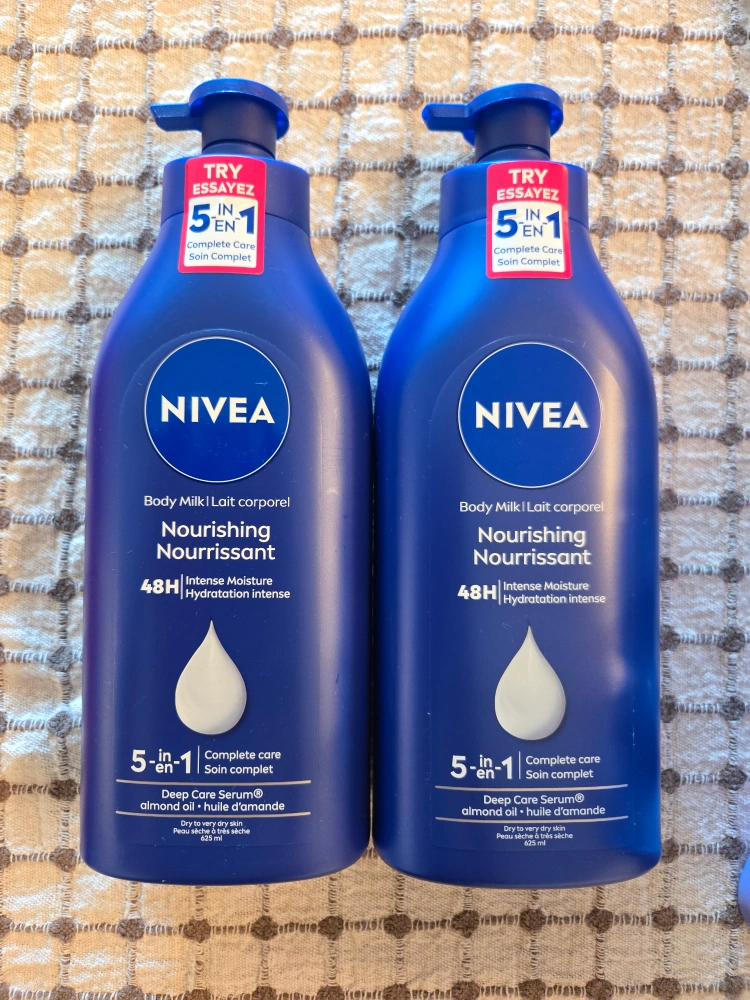 TRY
ESSAYEZ
5-IN-1
EN
Complete Care
Soin Complet
NIVEA
Body Milk | Lait corporel
Nourishing
Nourrissant
48H | Intense Moisture
Hydratation intense
5-in-1 | Complete care
en
Soin complet
Deep Care Serum®
almond oil • huile d'amande
Dry to very dry skin
Peau sèche à très sèche
625 ml
TRY
ESSAYEZ
5-IN-1
EN
Complete Care
Soin Complet
NIVEA
Body Milk | Lait corporel
Nourishing
Nourrissant
48H | Intense Moisture
Hydratation intense
5-in-1 | Complete care
en
Soin complet
Deep Care Serum®
almond oil • huile d'amande
Dry to very dry skin
Peau sèche à très sèche
625 ml